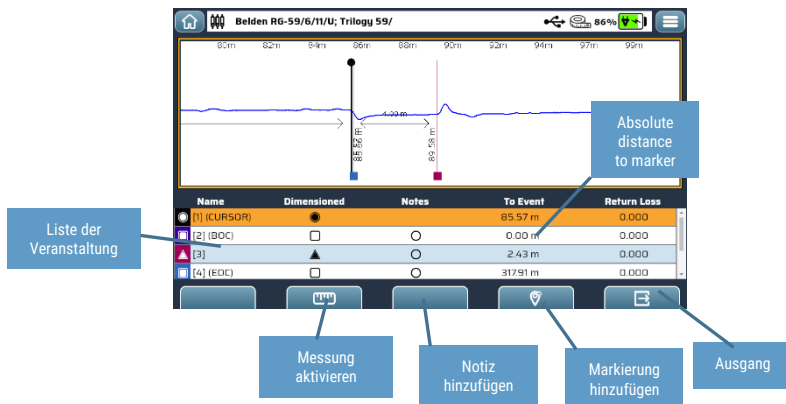 Belden RG-59/6/11/U; Trilogy 59/
86%
80m 82m 84m 86m 88m 90m 92m 94m 97m 99m
4.00 m
85.57 m
89.58 m
Absolute
distance
to marker
Name Dimensioned Notes To Event Return Loss
[1] (CURSOR) 85.57 m 0.000
[2] (BOC) 0.00 m 0.000
[3] 2.43 m 0.000
[4] (EOC) 317.91 m 0.000
Liste der
Veranstaltung
Messung
aktivieren
Notiz
hinzufügen
Markierung
hinzufügen
Ausgang